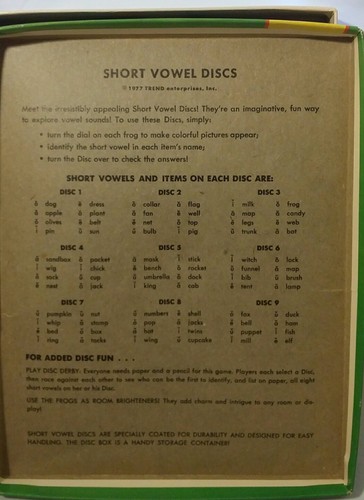 SHORT VOWEL DISCS
© 1977 TREND enterprises, Inc.
Meet the irresistibly appealing Short Vowel Discs! They're an imaginative, fun way
to explore vowel sounds! To use these Discs, simply:
• turn the dial on each frog to make colorful pictures appear;
• identify the short vowel in each item's name;
• turn the Disc over to check the answers!
SHORT VOWELS AND ITEMS ON EACH DISC ARE:
DISC 1 DISC 2 DISC 3
dog dress collar flag milk frog
apple plant fan well map candy
olives belt net top legs web
pin sun bulb pig trunk bat
DISC 4 DISC 5 DISC 6
sandbox pocket mask stick witch lock
wig chick bench rocket funnel mop
sock cup umbrella duck bib brush
nest jack king cab tent lamp
DISC 7 DISC 8 DISC 9
pumpkin nut numbers shell fox duck
whip stamp pop jacks bell ham
bed box hat twins puppet fish
ring tacks wing cupcake mill elf
FOR ADDED DISC FUN . . .
PLAY DISC DERBY: Everyone needs paper and a pencil for this game. Players each select a Disc,
then race against each other to see who can be the first to identify, and list on paper, all eight
short vowels on her or his Disc.
USE THE FROGS AS ROOM BRIGHTENERS! They add charm and intrigue to any room or dis-
play!
SHORT VOWEL DISCS ARE SPECIALLY COATED FOR DURABILITY AND DESIGNED FOR EASY
HANDLING. THE DISC BOX IS A HANDY STORAGE CONTAINER!